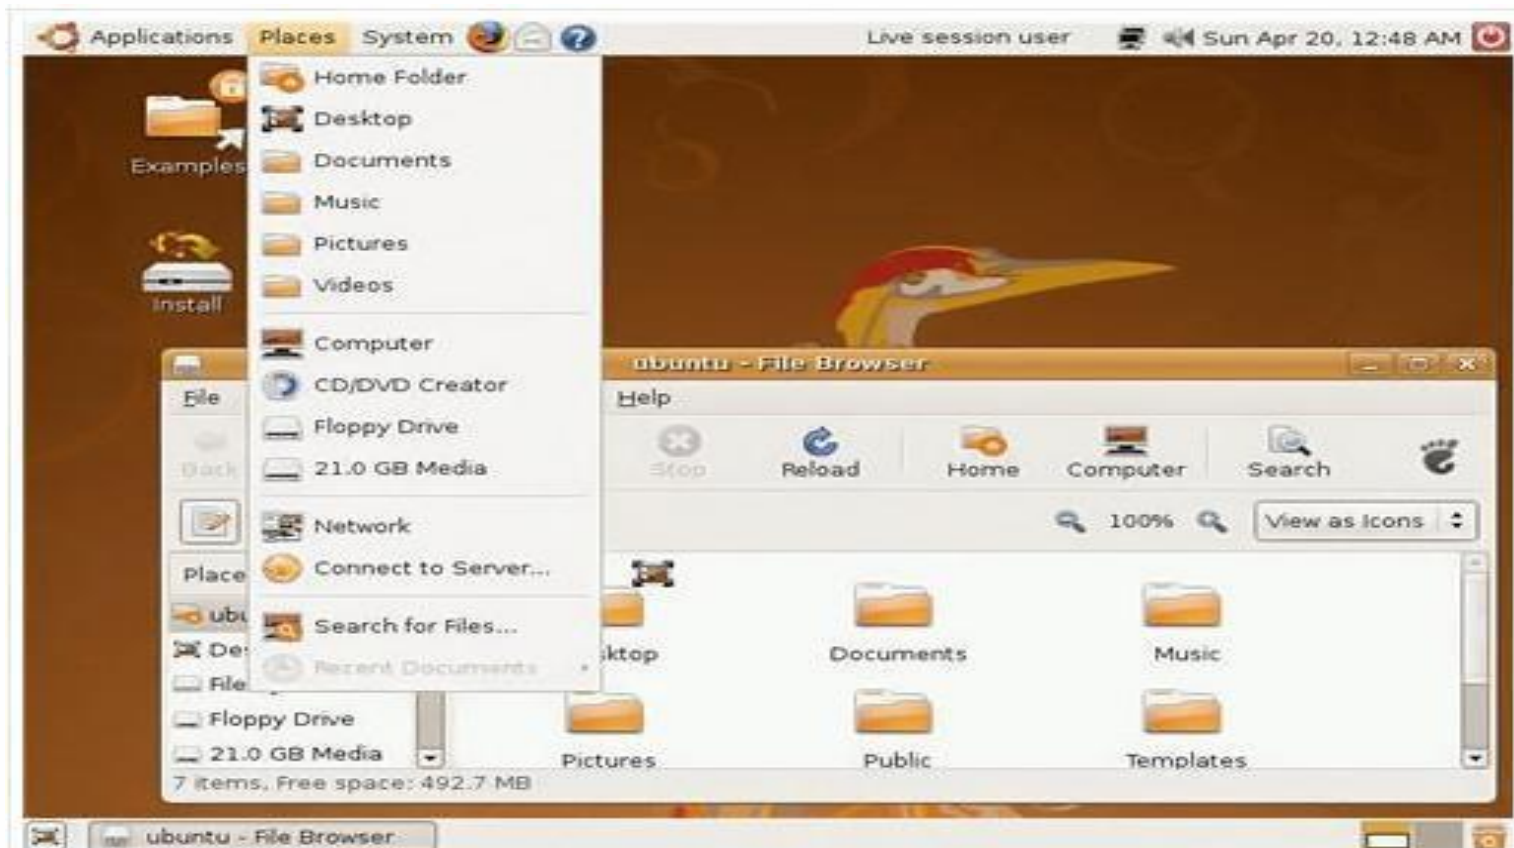 Applications Places System Live session user Sun Apr 20, 12:48 AM
Home Folder
Desktop
Documents
Music
Pictures
Videos
Computer
CD/DVD Creator
Floppy Drive
21.0 GB Media
Network
Connect to Server...
Search for Files...
Recent Documents
Examples
Install
ubuntu - File Browser
File Help
Back Stop Reload Home Computer Search
100% View as Icons
Place
ubu
De
File
Floppy Drive
21.0 GB Media
sktop Documents Music
Pictures Public Templates
7 items, Free space: 492.7 MB
ubuntu - File Browser